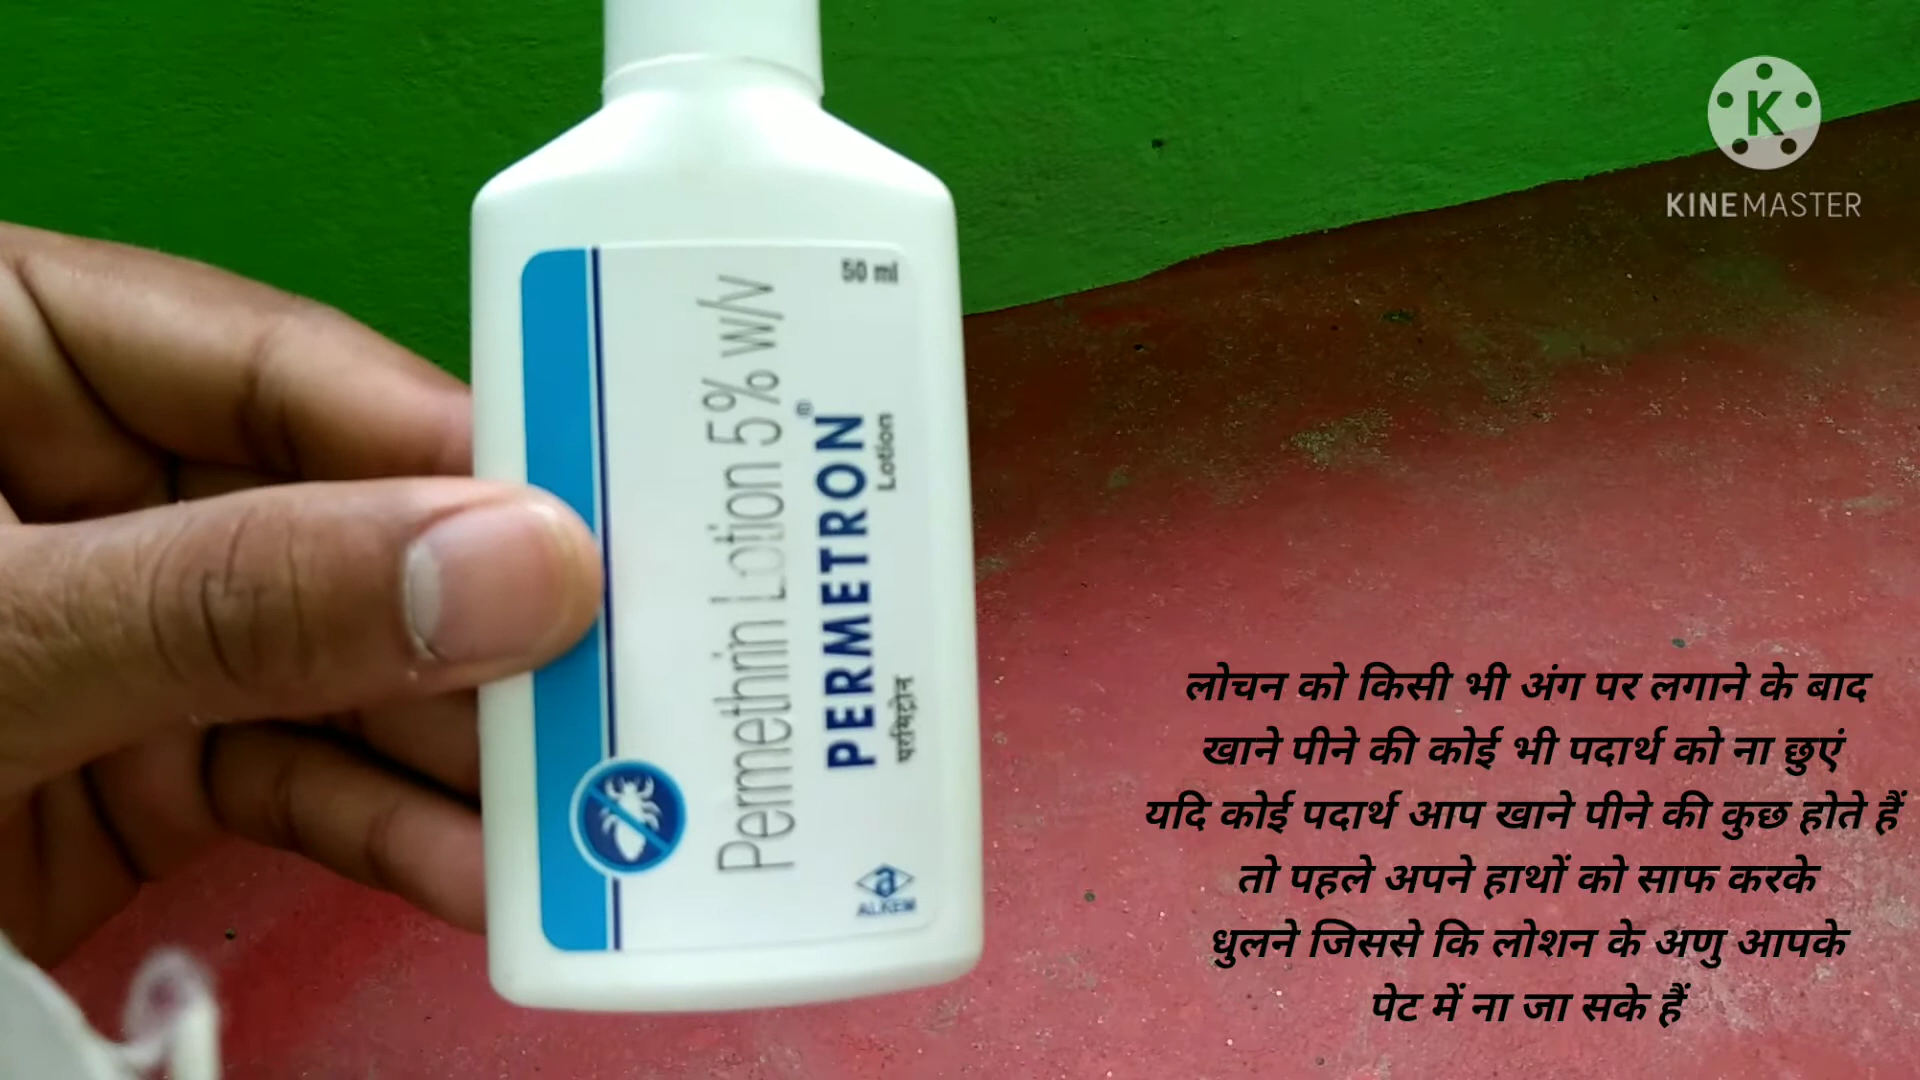 50 ml
Permethrin Lotion 5% w/v
PERMETRON®
Lotion
परमिट्रोन
ALKEM
K
KINEMASTER
लोचन को किसी भी अंग पर लगाने के बाद
खाने पीने की कोई भी पदार्थ को ना छुएं
यदि कोई पदार्थ आप खाने पीने की कुछ होते हैं
तो पहले अपने हाथों को साफ करके
धुलने जिससे कि लोशन के अणु आपके
पेट में ना जा सके हैं